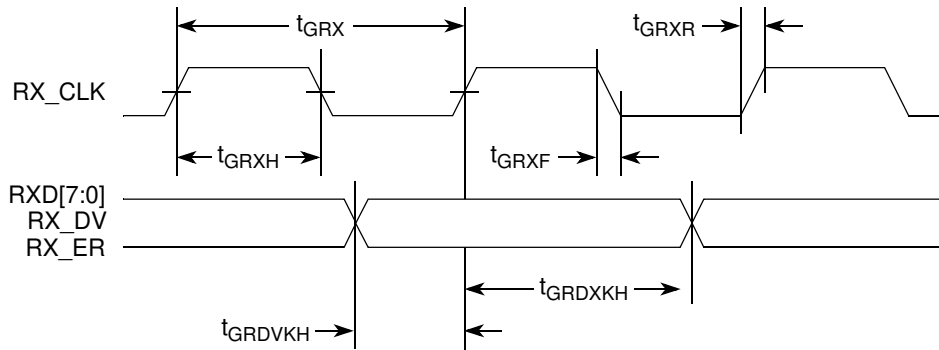 tGRX
tGRXR
RX_CLK
tGRXH
tGRXF
RXD[7:0]
RX_DV
RX_ER
tGRDXKH
tGRDVKH